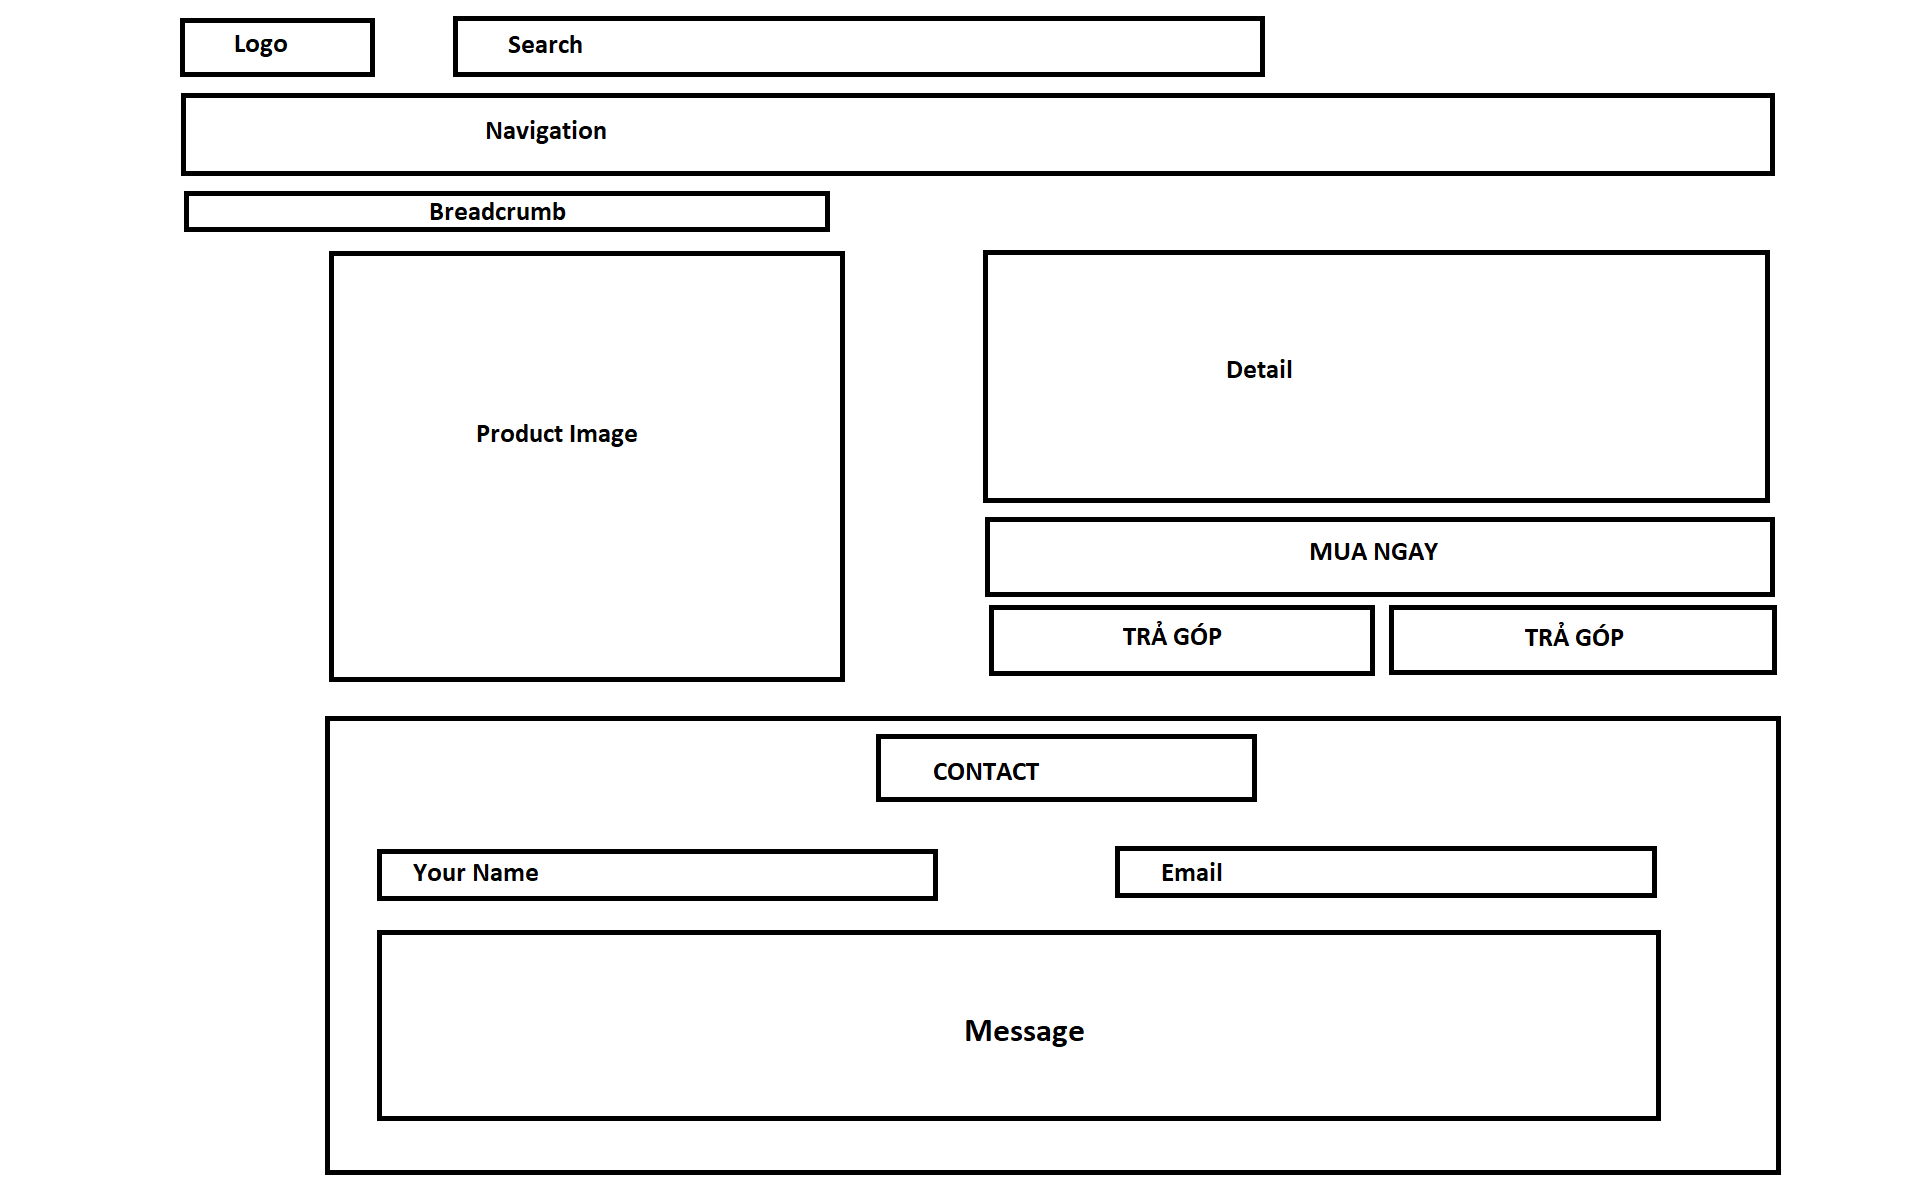 Logo
Search
Navigation
Breadcrumb
Product Image
Detail
MUA NGAY
TRẢ GÓP
TRẢ GÓP
CONTACT
Your Name
Email
Message